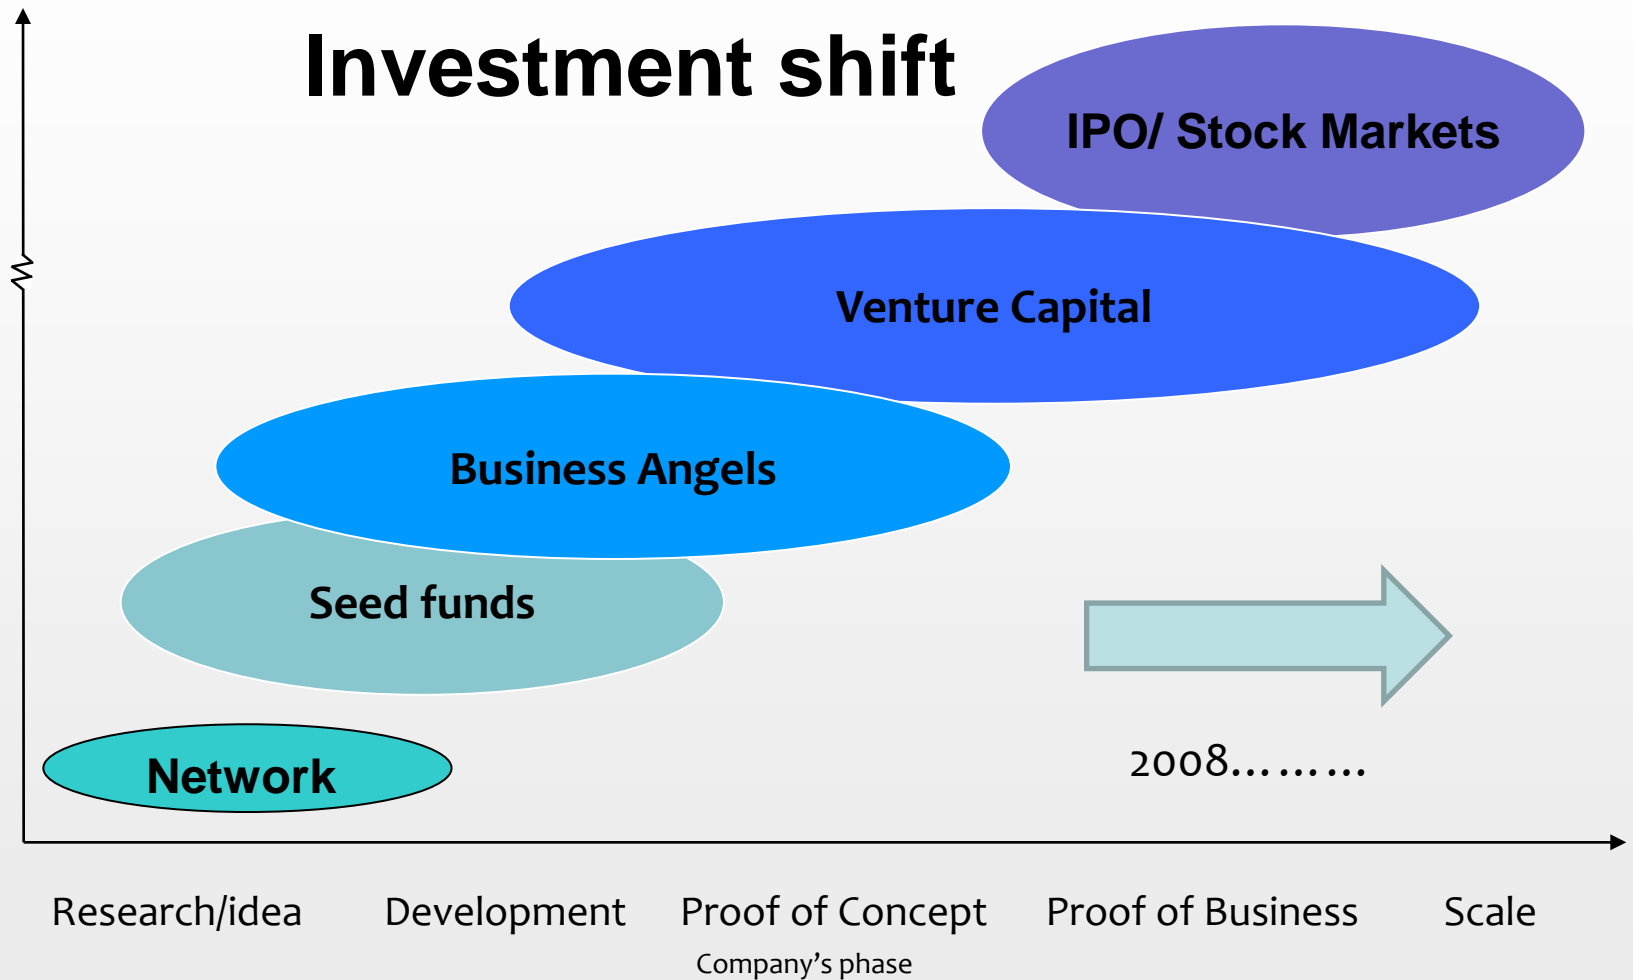 Investment shift
IPO/ Stock Markets
Venture Capital
Business Angels
Seed funds
Network
2008………
Research/idea
Development
Proof of Concept
Proof of Business
Scale
Company’s phase